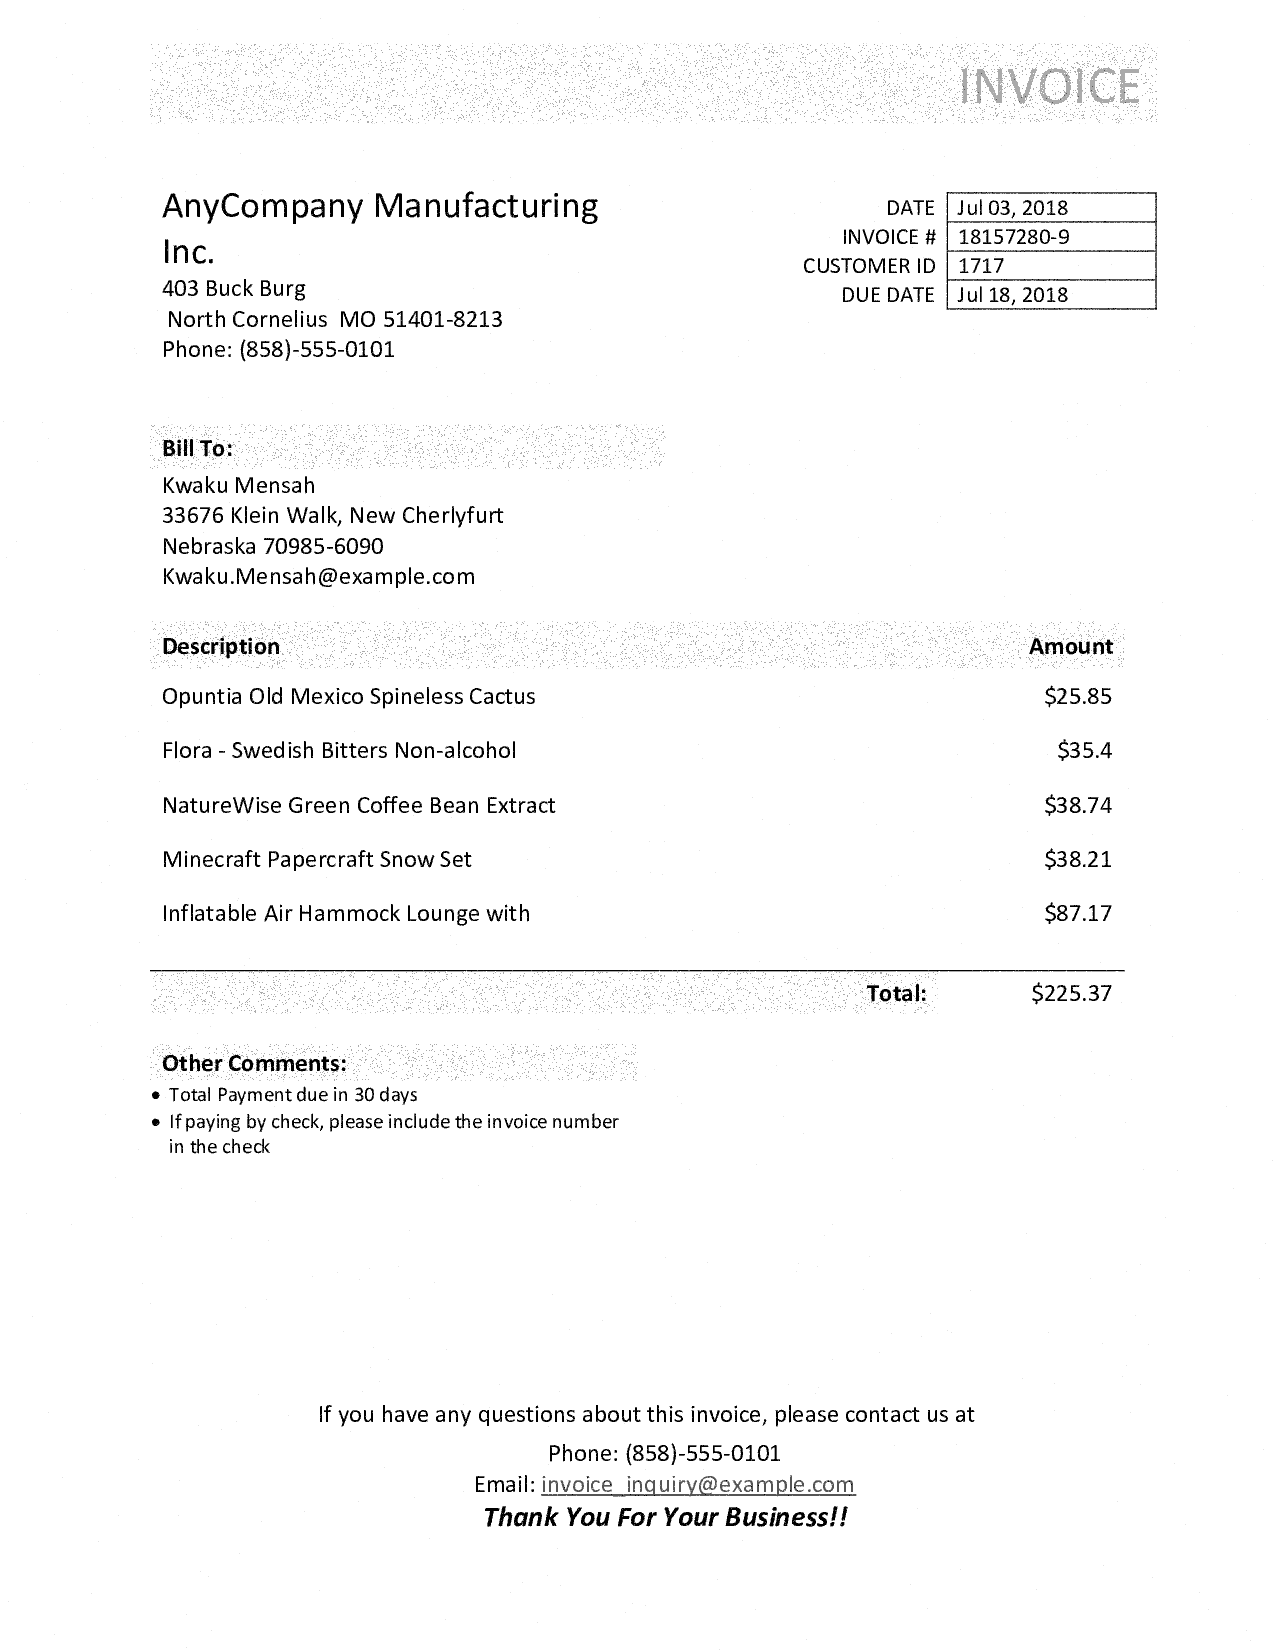 INVOICE
AnyCompany Manufacturing
Inc.
403 Buck Burg
North Cornelius  MO 51401-8213
Phone: (858)-555-0101
DATE Jul 03, 2018
INVOICE # 18157280-9
CUSTOMER ID 1717
DUE DATE Jul 18, 2018
Bill To:
Kwaku Mensah
33676 Klein Walk, New Cherlyfurt
Nebraska 70985-6090
Kwaku.Mensah@example.com
Description Amount
Opuntia Old Mexico Spineless Cactus $25.85
Flora - Swedish Bitters Non-alcohol $35.4
NatureWise Green Coffee Bean Extract $38.74
Minecraft Papercraft Snow Set $38.21
Inflatable Air Hammock Lounge with $87.17
Total: $225.37
Other Comments:
• Total Payment due in 30 days
• If paying by check, please include the invoice number
in the check
If you have any questions about this invoice, please contact us at
Phone: (858)-555-0101
Email: invoice_inquiry@example.com
Thank You For Your Business!!